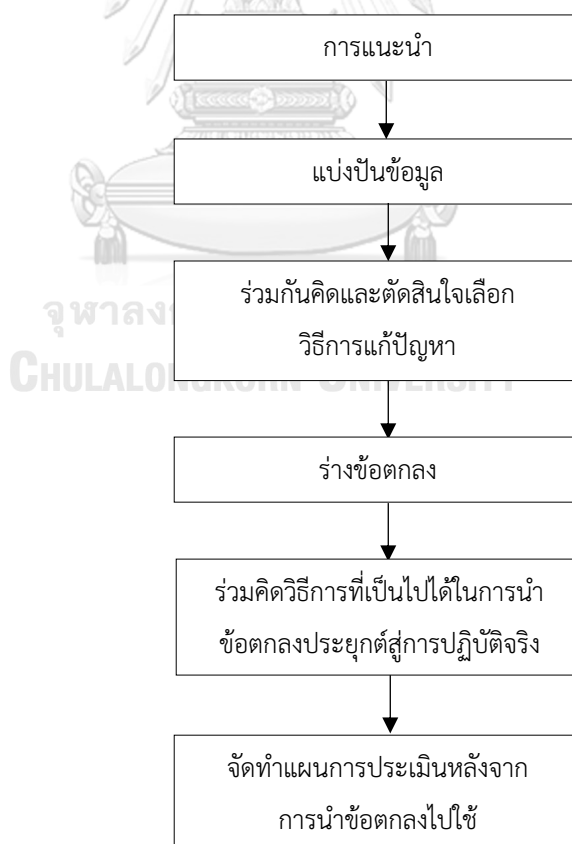 การแนะนำ
แบ่งปันข้อมูล
ร่วมกันคิดและตัดสินใจเลือก
วิธีการแก้ปัญหา
จุฬาลง
CHULALONGKORN UNIVERSITY
ร่างข้อตกลง
ร่วมคิดวิธีการที่เป็นไปได้ในการนำ
ข้อตกลงประยุกต์สู่การปฏิบัติจริง
จัดทำแผนการประเมินหลังจาก
การนำข้อตกลงไปใช้